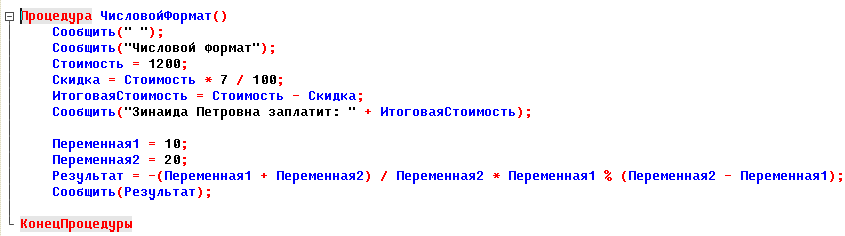 Процедура ЧисловойФормат()
Сообщить(" ");
Сообщить("Числовой формат");
Стоимость = 1200;
Скидка = Стоимость * 7 / 100;
ИтоговаяСтоимость = Стоимость - Скидка;
Сообщить("Зинаида Петровна заплатит: " + ИтоговаяСтоимость);
Переменная1 = 10;
Переменная2 = 20;
Результат = -(Переменная1 + Переменная2) / Переменная2 * Переменная1 % (Переменная2 - Переменная1);
Сообщить(Результат);
КонецПроцедуры